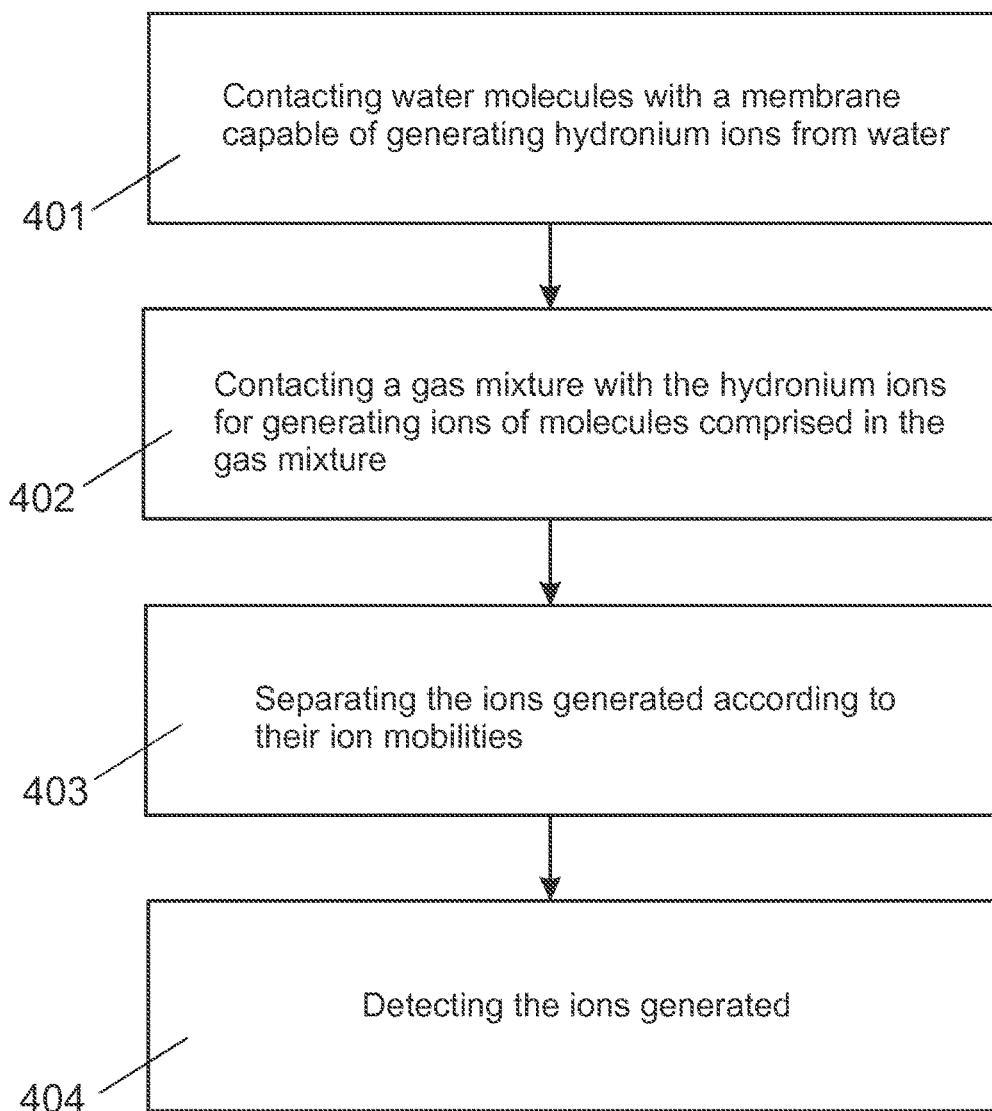 Contacting water molecules with a membrane
capable of generating hydronium ions from water
401
Contacting a gas mixture with the hydronium ions
for generating ions of molecules comprised in the
gas mixture
402
Separating the ions generated according to
their ion mobilities
403
Detecting the ions generated
404